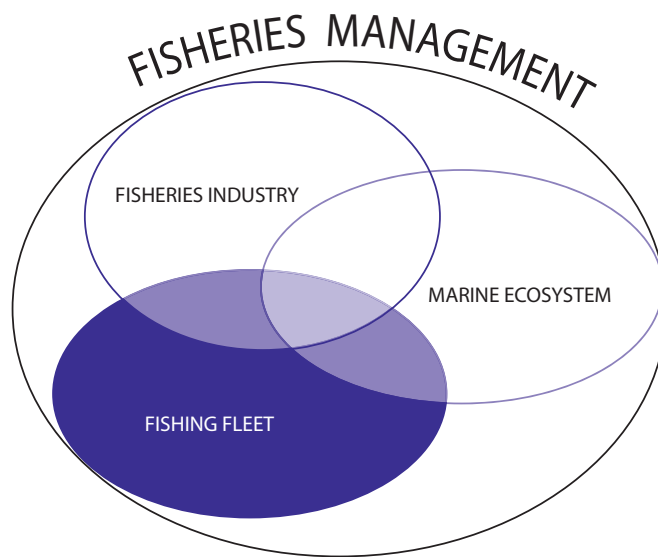 FISHERIES MANAGEMENT
FISHERIES INDUSTRY
MARINE ECOSYSTEM
FISHING FLEET